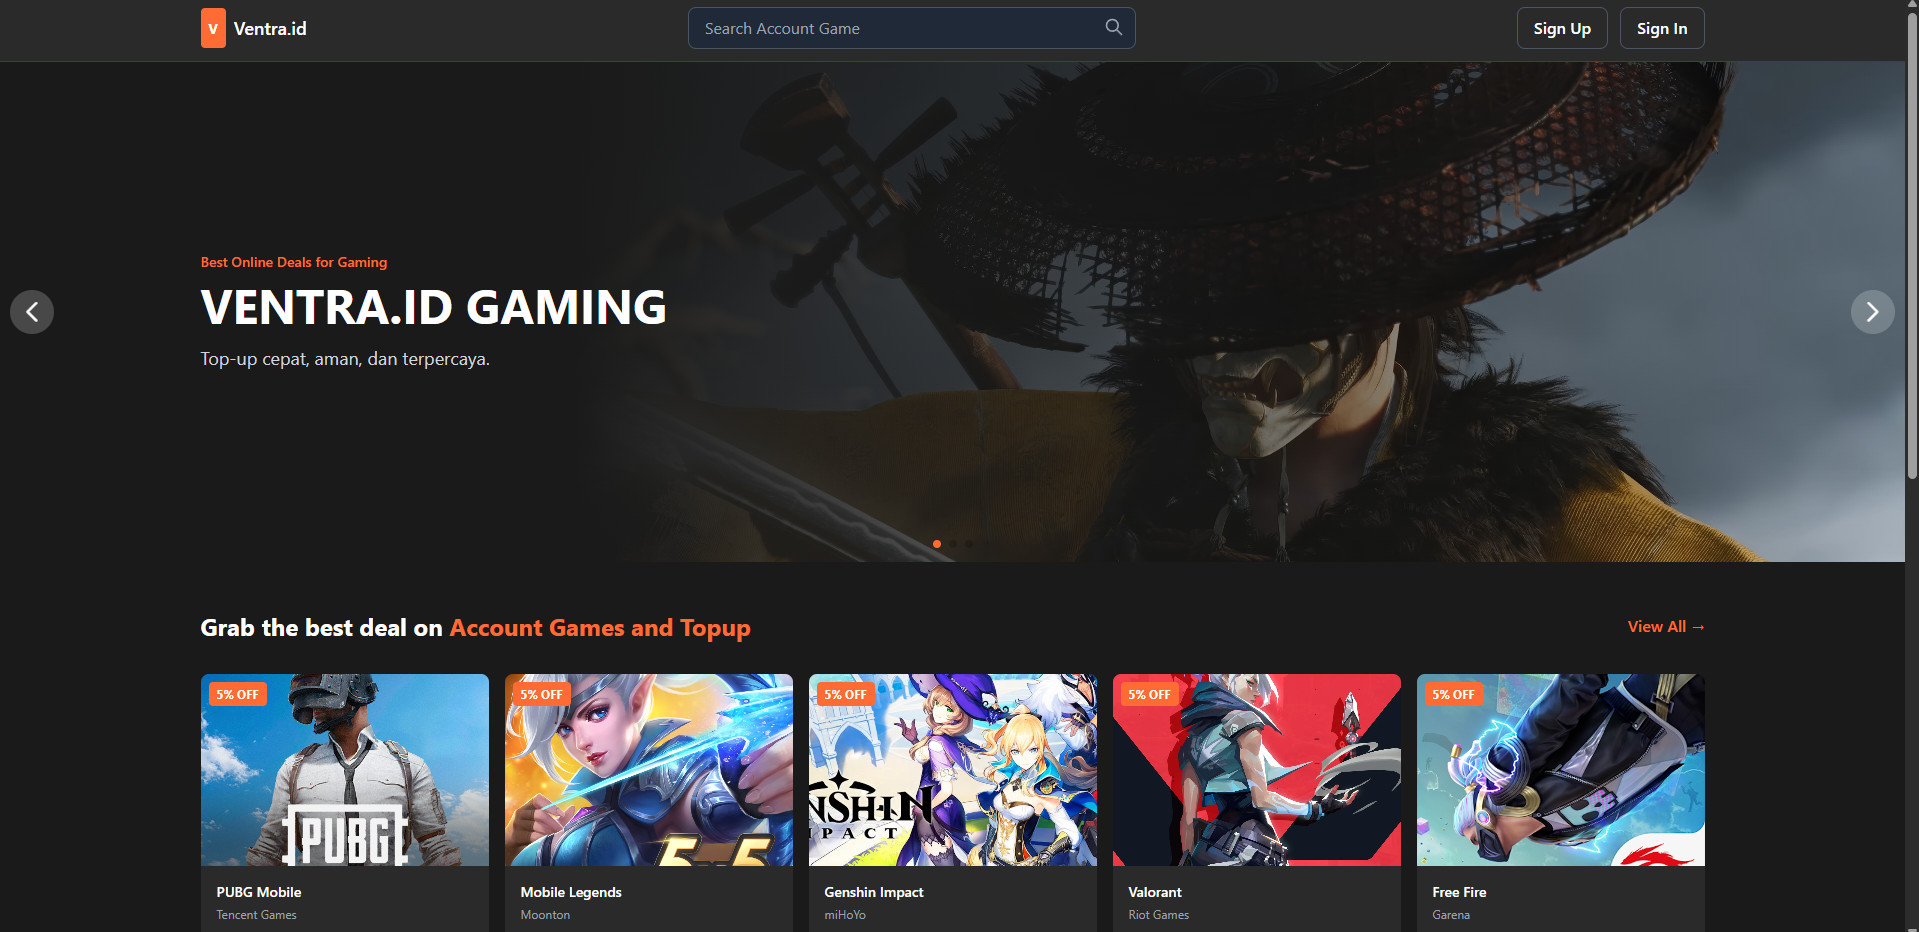 V Ventra.id
Search Account Game
Sign Up
Sign In
Best Online Deals for Gaming
VENTRA.ID GAMING
Top-up cepat, aman, dan terpercaya.
Grab the best deal on Account Games and Topup
View All →
5% OFF
5% OFF
5% OFF
5% OFF
5% OFF
PUBG
5v5
GENSHIN
IMPACT
PUBG Mobile
Tencent Games
Mobile Legends
Moonton
Genshin Impact
miHoYo
Valorant
Riot Games
Free Fire
Garena